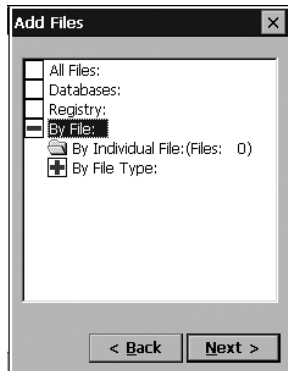 Add Files
All Files:
Databases:
Registry:
By File:
By Individual File:(Files: 0)
By File Type:
< Back
Next >